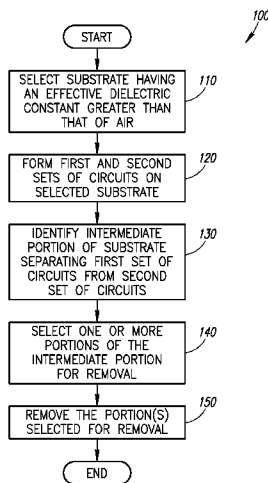 100
START
SELECT SUBSTRATE HAVING
AN EFFECTIVE DIELECTRIC
CONSTANT GREATER THAN
THAT OF AIR
110
FORM FIRST AND SECOND
SETS OF CIRCUITS ON
SELECTED SUBSTRATE
120
IDENTIFY INTERMEDIATE
PORTION OF SUBSTRATE
SEPARATING FIRST SET OF
CIRCUITS FROM SECOND
SET OF CIRCUITS
130
SELECT ONE OR MORE
PORTIONS OF THE
INTERMEDIATE PORTION
FOR REMOVAL
140
REMOVE THE PORTION(S)
SELECTED FOR REMOVAL
150
END